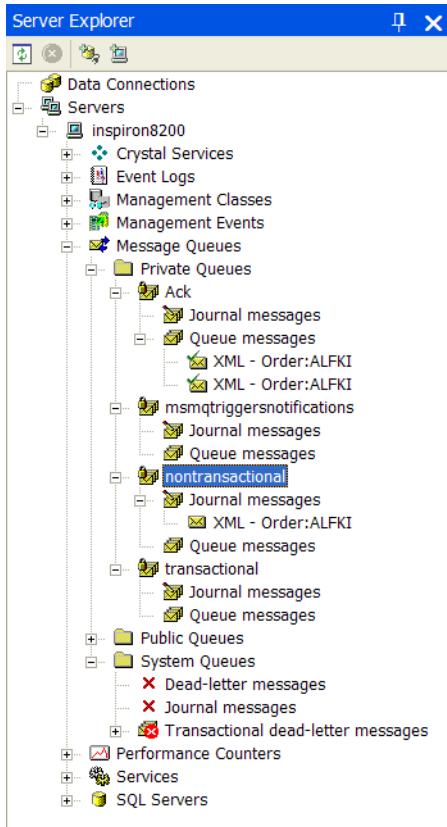 Server Explorer
Data Connections
Servers
inspiron8200
Crystal Services
Event Logs
Management Classes
Management Events
Message Queues
Private Queues
Ack
Journal messages
Queue messages
XML - Order:ALFKI
XML - Order:ALFKI
msmqtriggersnotifications
Journal messages
Queue messages
nontransactional
Journal messages
XML - Order:ALFKI
Queue messages
transactional
Journal messages
Queue messages
Public Queues
System Queues
Dead-letter messages
Journal messages
Transactional dead-letter messages
Performance Counters
Services
SQL Servers